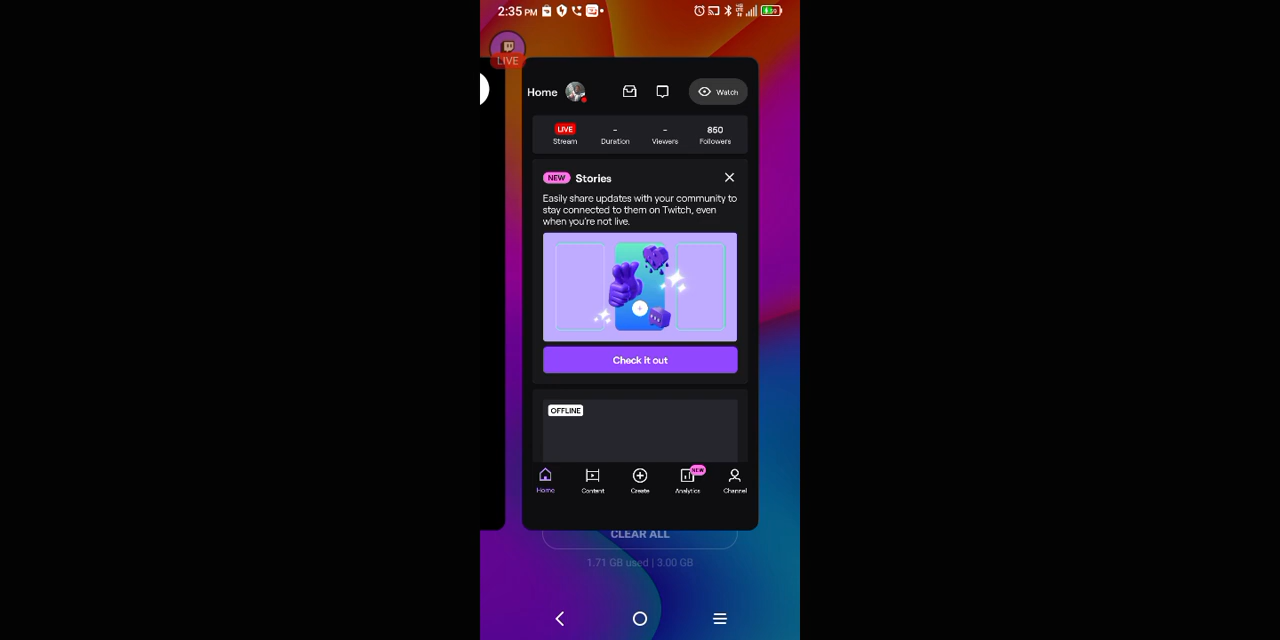 2:35 PM
LIVE
Home
Watch
LIVE
-
-
850
Stream
Duration
Viewers
Followers
NEW Stories
Easily share updates with your community to
stay connected to them on Twitch, even
when you're not live.
Check it out
OFFLINE
NEW
Home
Content
Create
Analytics
Channel
CLEAR ALL
1.71 GB used | 3.00 GB